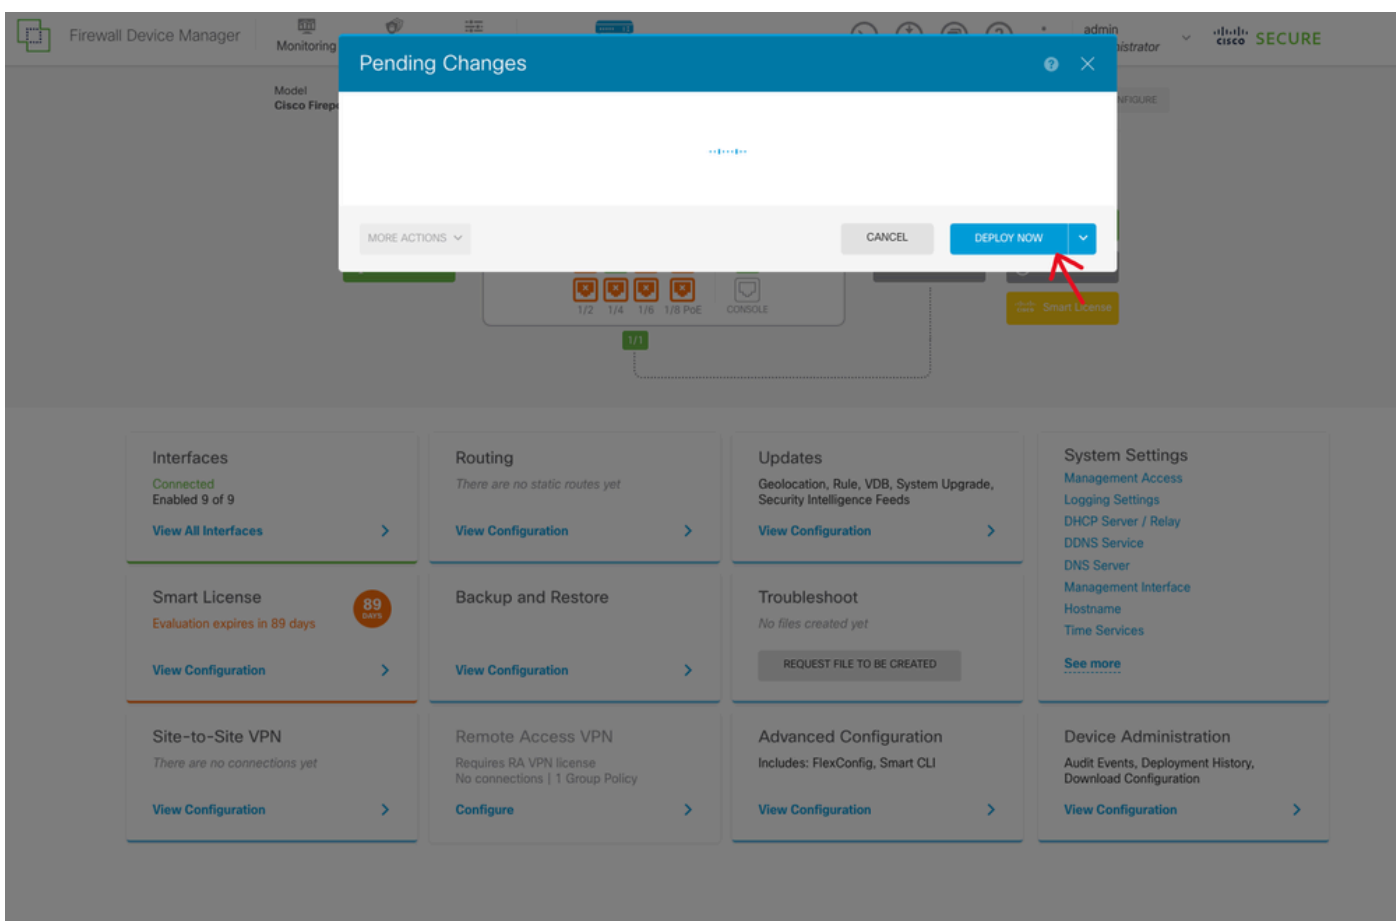 Firewall Device Manager
Monitoring
admin
istrator
cisco SECURE
Pending Changes
Model
Cisco Firep
NFIGURE
MORE ACTIONS
CANCEL
DEPLOY NOW
1/2 1/4 1/6 1/8 PoE CONSOLE
Smart License
1/1
Interfaces
Connected
Enabled 9 of 9
View All Interfaces
Routing
There are no static routes yet
View Configuration
Updates
Geolocation, Rule, VDB, System Upgrade,
Security Intelligence Feeds
View Configuration
System Settings
Management Access
Logging Settings
DHCP Server / Relay
DDNS Service
DNS Server
Management Interface
Hostname
Time Services
See more
Smart License
Evaluation expires in 89 days
89
DAYS
View Configuration
Backup and Restore
View Configuration
Troubleshoot
No files created yet
REQUEST FILE TO BE CREATED
Site-to-Site VPN
There are no connections yet
View Configuration
Remote Access VPN
Requires RA VPN license
No connections | 1 Group Policy
Configure
Advanced Configuration
Includes: FlexConfig, Smart CLI
View Configuration
Device Administration
Audit Events, Deployment History,
Download Configuration
View Configuration